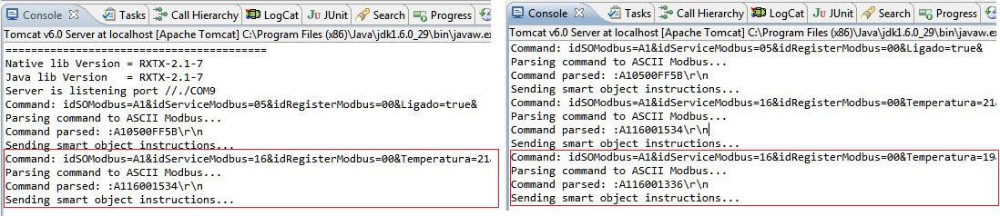 Console Tasks Call Hierarchy LogCat JUnit Search Progress
Tomcat v6.0 Server at localhost [Apache Tomcat] C:\Program Files (x86)\Java\jdk1.6.0_29\bin\javaw.ex
=========================================
Native lib Version = RXTX-2.1-7
Java lib Version   = RXTX-2.1-7
Server is listening port //./COM9
Command: idSOModbus=A1&idServiceModbus=05&idRegisterModbus=00&Ligado=true&
Parsing command to ASCII Modbus...
Command parsed: :A10500FF5B\r\n
Sending smart object instructions...
Command: idSOModbus=A1&idServiceModbus=16&idRegisterModbus=00&Temperatura=21&
Parsing command to ASCII Modbus...
Command parsed: :A116001534\r\n
Sending smart object instructions...
Console Tasks Call Hierarchy LogCat JUnit Search Progress
Tomcat v6.0 Server at localhost [Apache Tomcat] C:\Program Files (x86)\Java\jdk1.6.0_29\bin\javaw.e
Command: idSOModbus=A1&idServiceModbus=05&idRegisterModbus=00&Ligado=true&
Parsing command to ASCII Modbus...
Command parsed: :A10500FF5B\r\n
Sending smart object instructions...
Command: idSOModbus=A1&idServiceModbus=16&idRegisterModbus=00&Temperatura=21&
Parsing command to ASCII Modbus...
Command parsed: :A116001534\r\n
Sending smart object instructions...
Command: idSOModbus=A1&idServiceModbus=16&idRegisterModbus=00&Temperatura=19&
Parsing command to ASCII Modbus...
Command parsed: :A116001336\r\n
Sending smart object instructions...